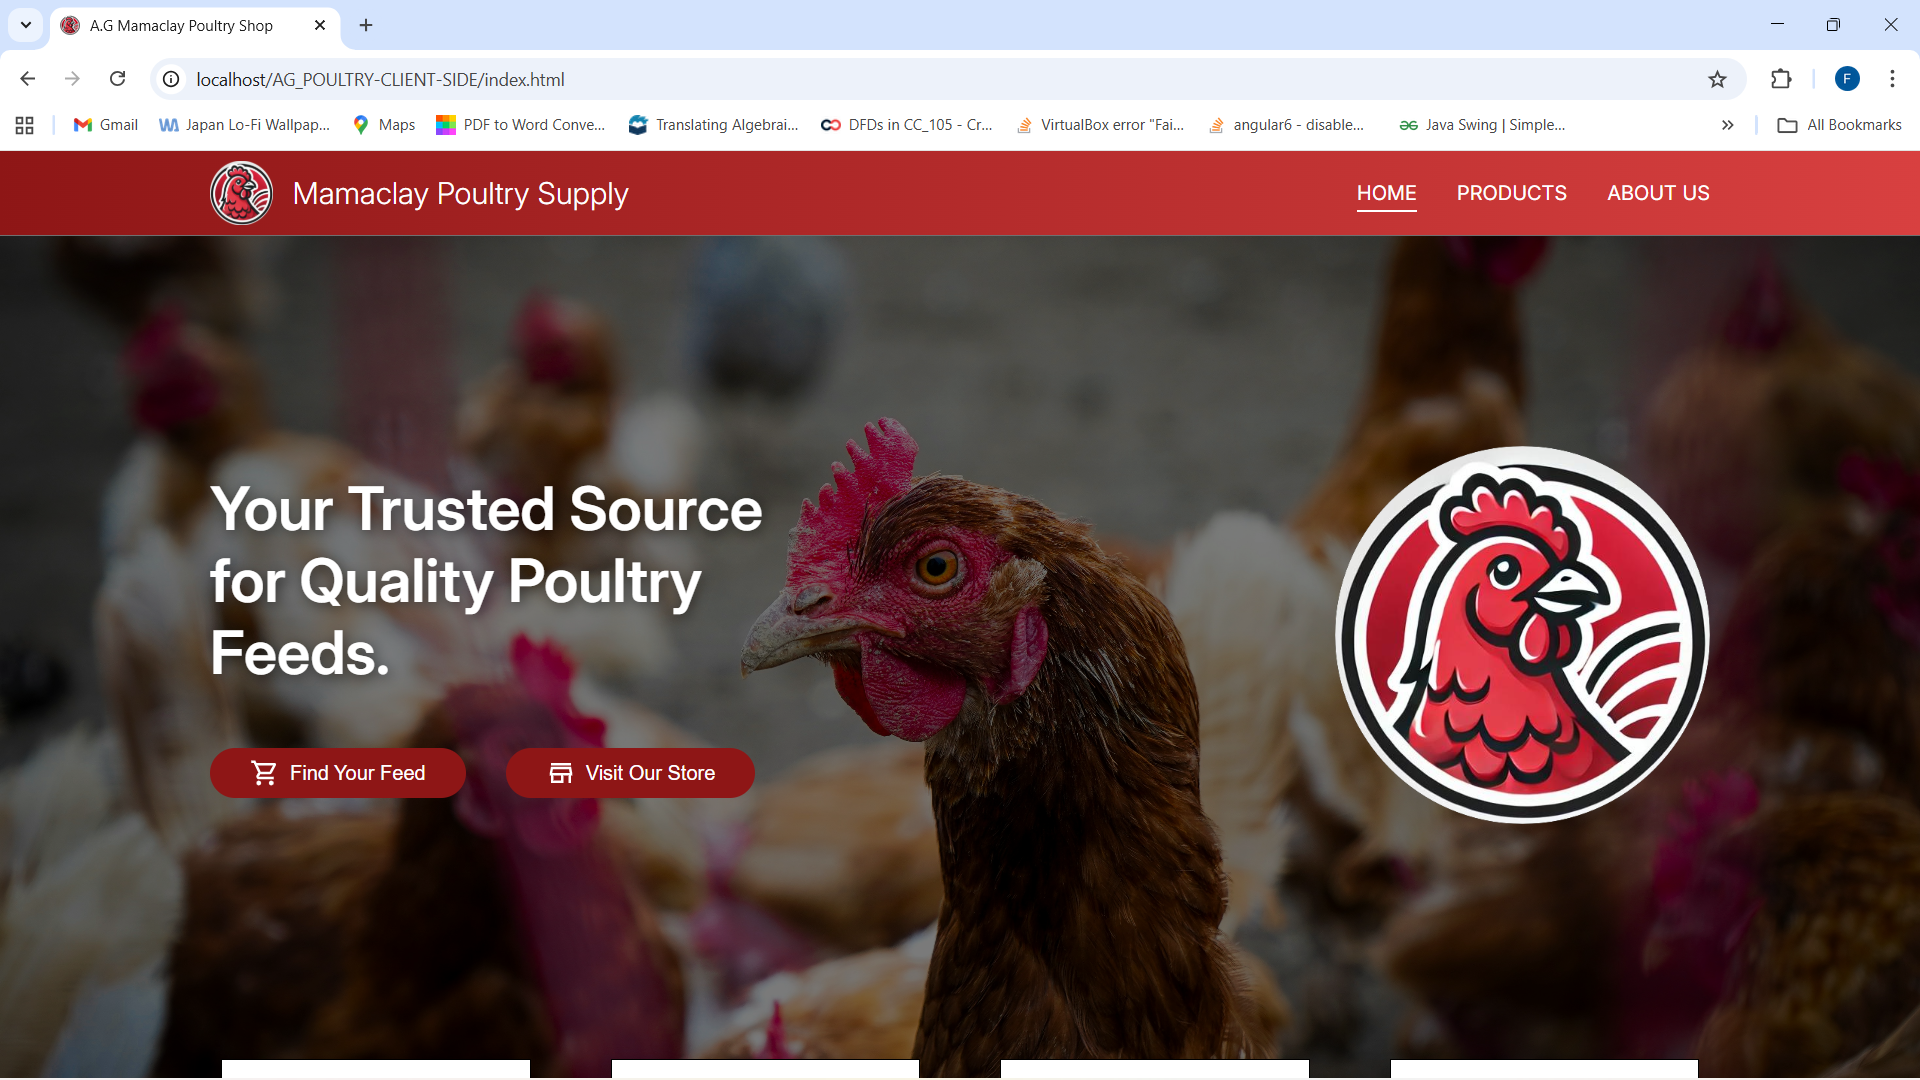 A.G Mamaclay Poultry Shop
localhost/AG_POULTRY-CLIENT-SIDE/index.html
F
Gmail
Japan Lo-Fi Wallpap...
Maps
PDF to Word Conve...
Translating Algebrai...
DFDs in CC_105 - Cr...
VirtualBox error "Fai...
angular6 - disable...
Java Swing | Simple...
All Bookmarks
Mamaclay Poultry Supply
HOME
PRODUCTS
ABOUT US
Your Trusted Source
for Quality Poultry
Feeds.
Find Your Feed
Visit Our Store